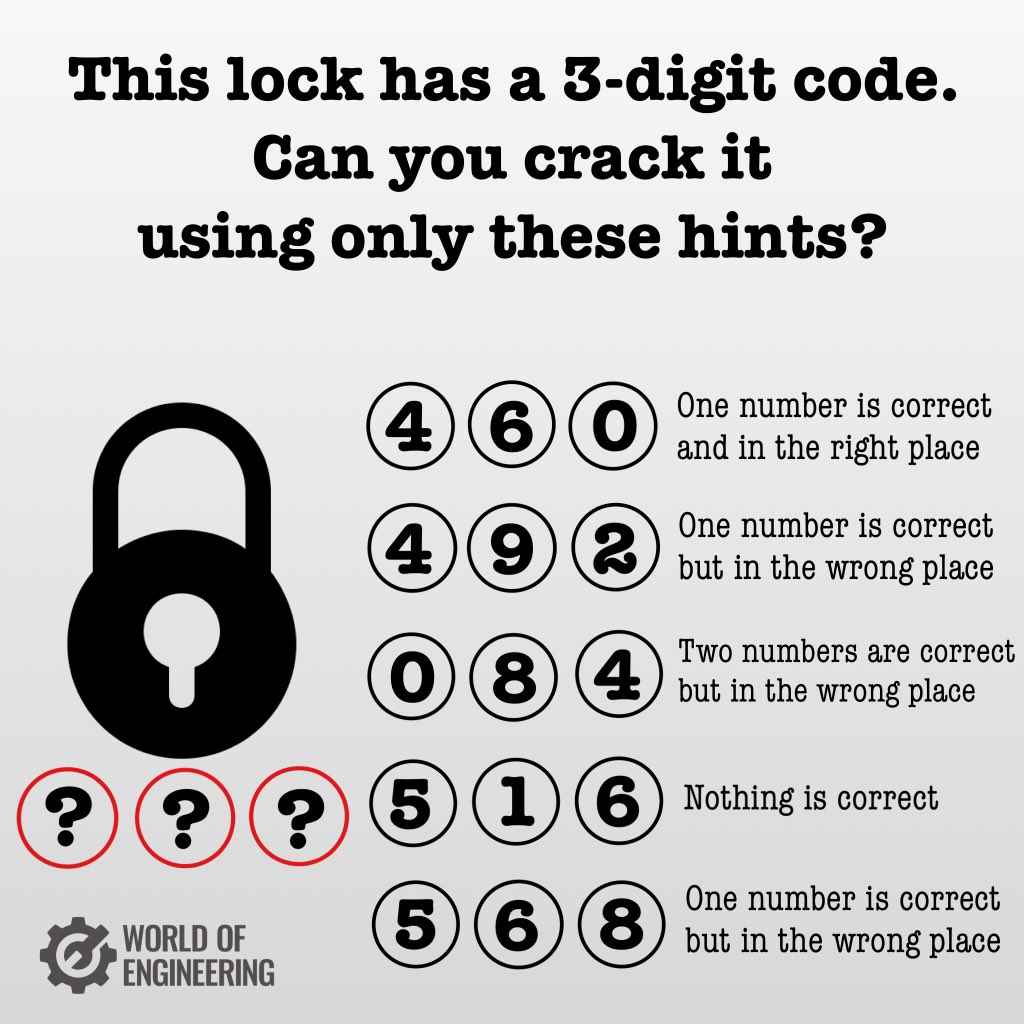 This lock has a 3-digit code.
Can you crack it
using only these hints?
4 6 0 One number is correct
and in the right place
4 9 2 One number is correct
but in the wrong place
0 8 4 Two numbers are correct
but in the wrong place
5 1 6 Nothing is correct
? ? ?
5 6 8 One number is correct
but in the wrong place
WORLD OF
ENGINEERING